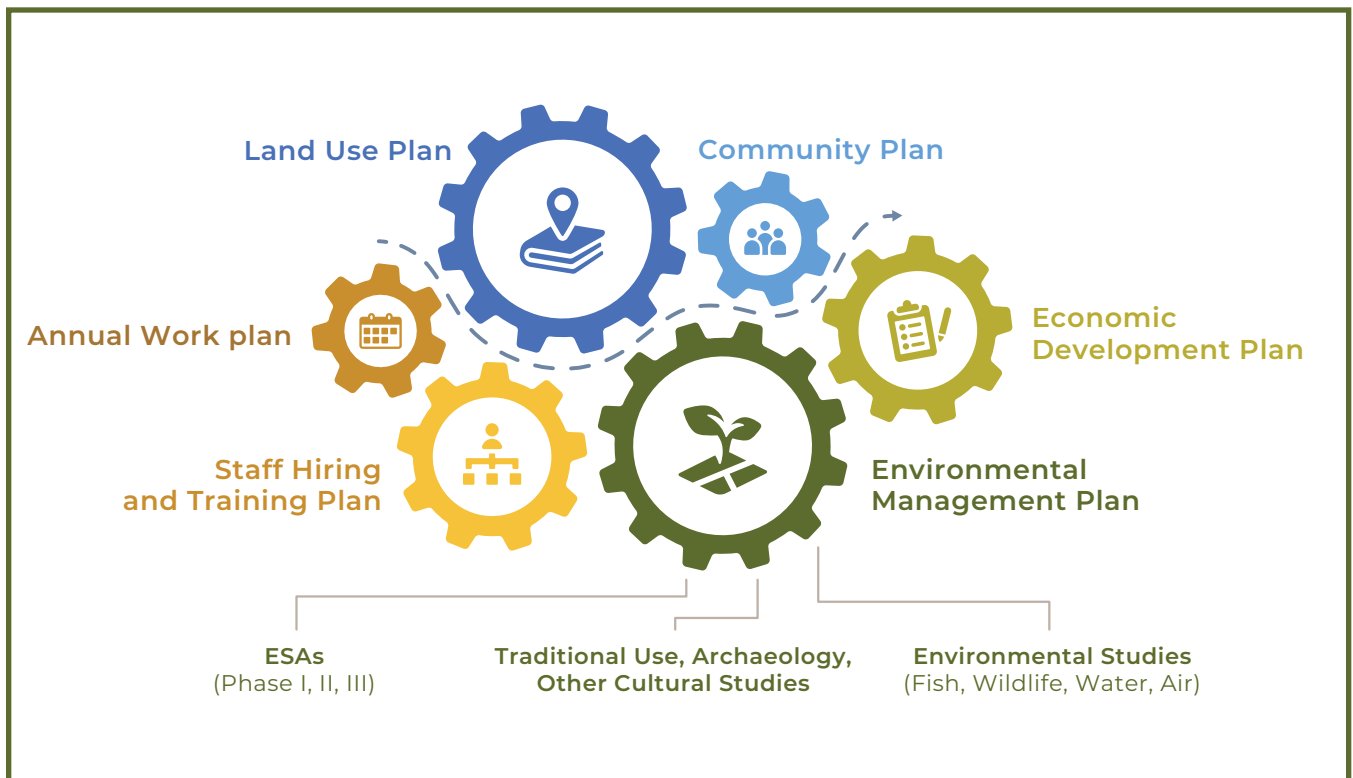 Land Use Plan
Community Plan
Annual Work plan
Economic
Development Plan
Staff Hiring
and Training Plan
Environmental
Management Plan
ESAs
(Phase I, II, III)
Traditional Use, Archaeology,
Other Cultural Studies
Environmental Studies
(Fish, Wildlife, Water, Air)